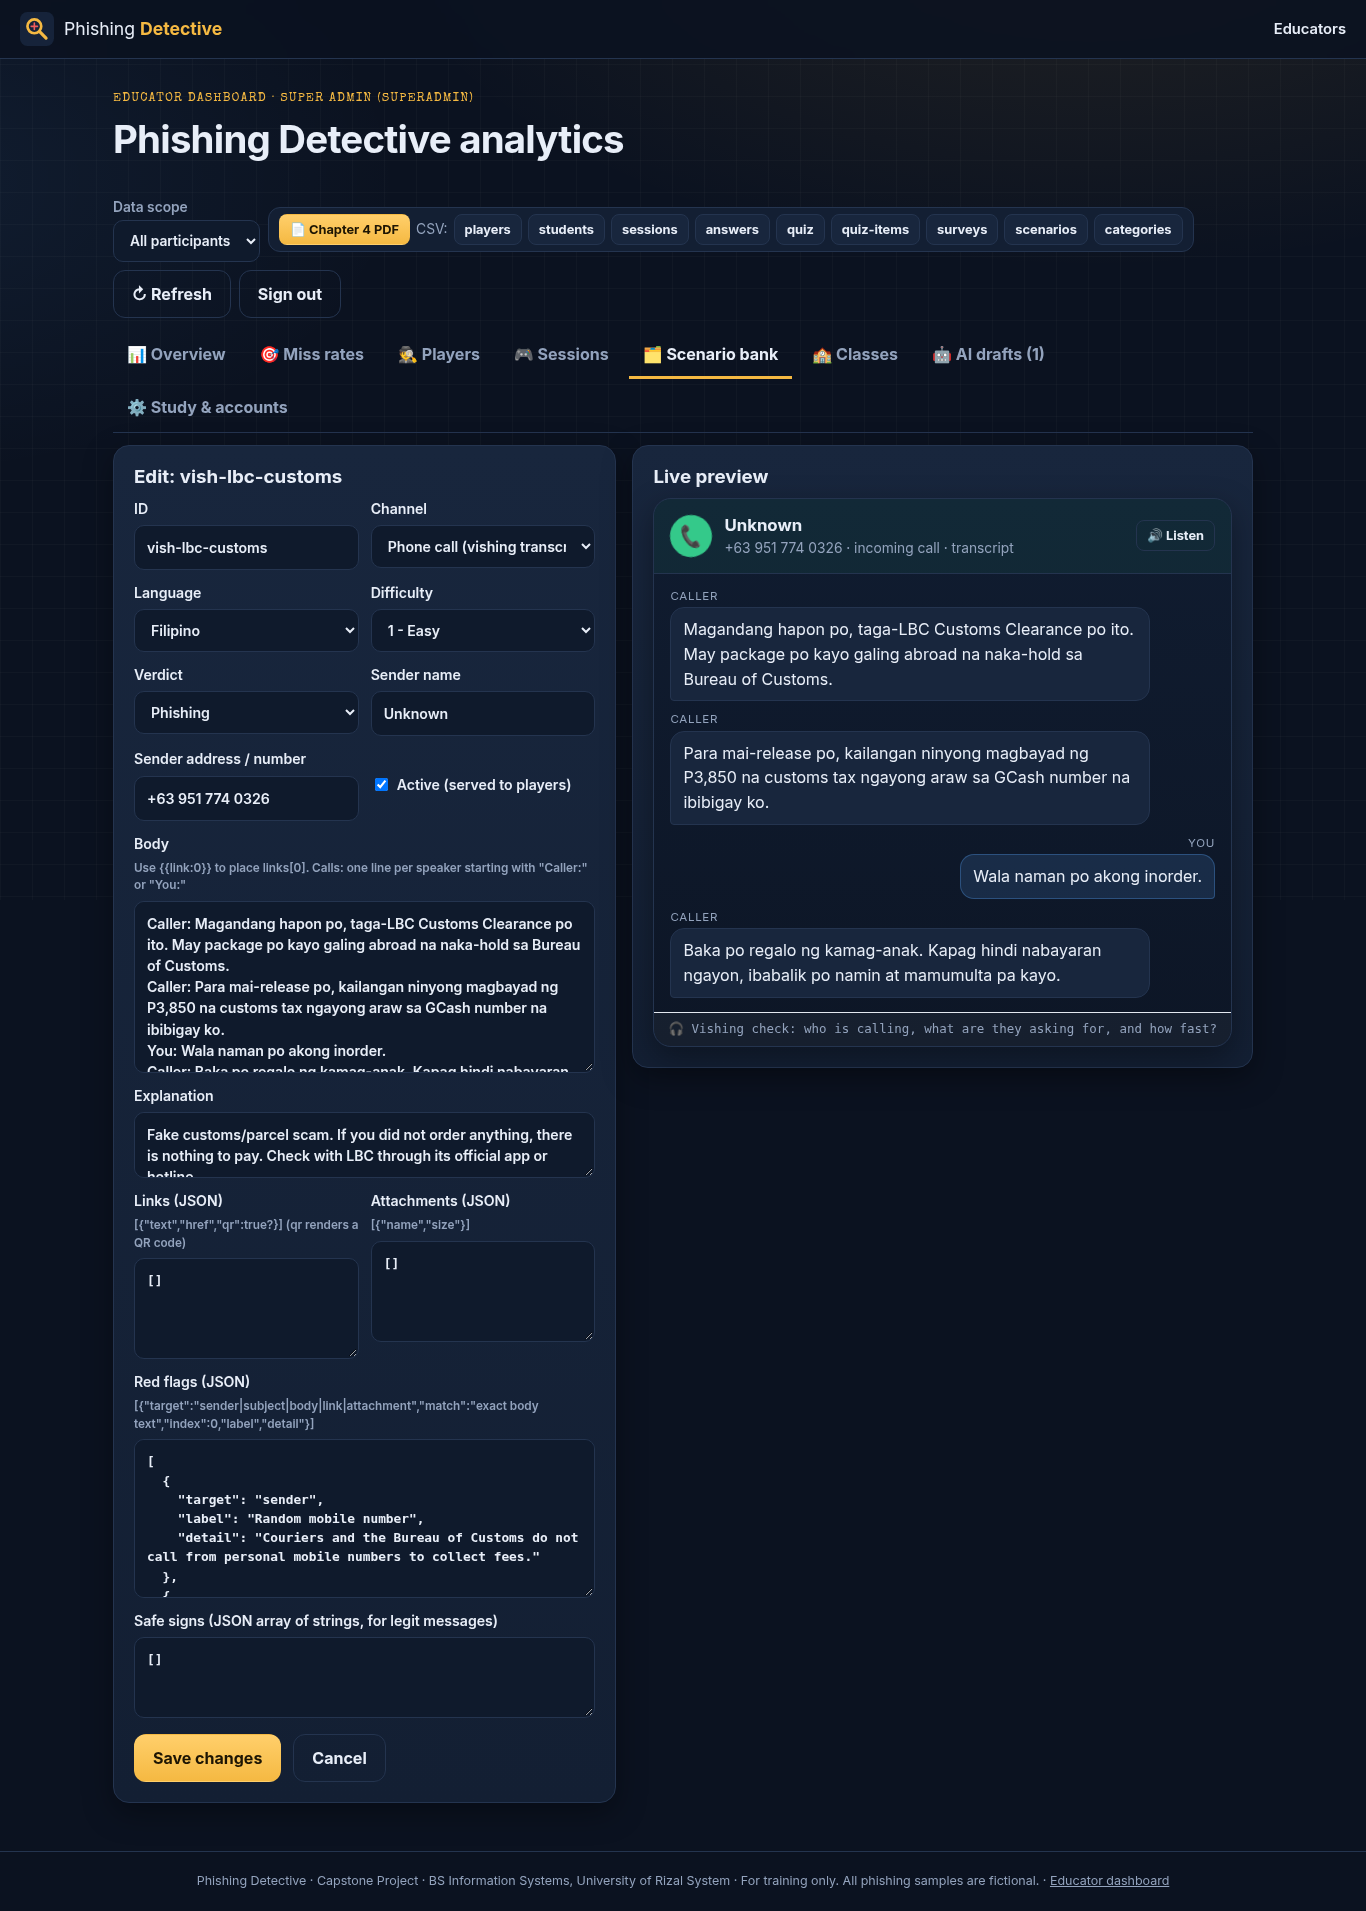 Phishing Detective
Educators
EDUCATOR DASHBOARD · SUPER ADMIN (SUPERADMIN)
Phishing Detective analytics
Data scope
All participants
Chapter 4 PDF
CSV:
players
students
sessions
answers
quiz
quiz-items
surveys
scenarios
categories
↻ Refresh
Sign out
Overview
Miss rates
Players
Sessions
Scenario bank
Classes
AI drafts (1)
Study & accounts
Edit: vish-lbc-customs
ID
vish-lbc-customs
Channel
Phone call (vishing transcr
Language
Filipino
Difficulty
1 - Easy
Verdict
Phishing
Sender name
Unknown
Sender address / number
+63 951 774 0326
Active (served to players)
Body
Use {{link:0}} to place links[0]. Calls: one line per speaker starting with "Caller:"
or "You:"
Caller: Magandang hapon po, taga-LBC Customs Clearance po
ito. May package po kayo galing abroad na naka-hold sa Bureau
of Customs.
Caller: Para mai-release po, kailangan ninyong magbayad ng
P3,850 na customs tax ngayong araw sa GCash number na
ibibigay ko.
You: Wala naman po akong inorder.
Caller: Baka po regalo ng kamag-anak. Kapag hindi nabayaran
Explanation
Fake customs/parcel scam. If you did not order anything, there
is nothing to pay. Check with LBC through its official app or
hotline.
Links (JSON)
[{"text","href","qr":true?}] (qr renders a
QR code)
[]
Attachments (JSON)
[{"name","size"}]
[]
Red flags (JSON)
[{"target":"sender|subject|body|link|attachment","match":"exact body
text","index":0,"label","detail"}]
[
{
"target": "sender",
"label": "Random mobile number",
"detail": "Couriers and the Bureau of Customs do not
call from personal mobile numbers to collect fees."
},
{
Safe signs (JSON array of strings, for legit messages)
[]
Save changes
Cancel
Live preview
Unknown
+63 951 774 0326 · incoming call · transcript
Listen
CALLER
Magandang hapon po, taga-LBC Customs Clearance po ito.
May package po kayo galing abroad na naka-hold sa
Bureau of Customs.
CALLER
Para mai-release po, kailangan ninyong magbayad ng
P3,850 na customs tax ngayong araw sa GCash number na
ibibigay ko.
YOU
Wala naman po akong inorder.
CALLER
Baka po regalo ng kamag-anak. Kapag hindi nabayaran
ngayon, ibabalik po namin at mamumulta pa kayo.
Vishing check: who is calling, what are they asking for, and how fast?
Phishing Detective · Capstone Project · BS Information Systems, University of Rizal System · For training only. All phishing samples are fictional. · Educator dashboard